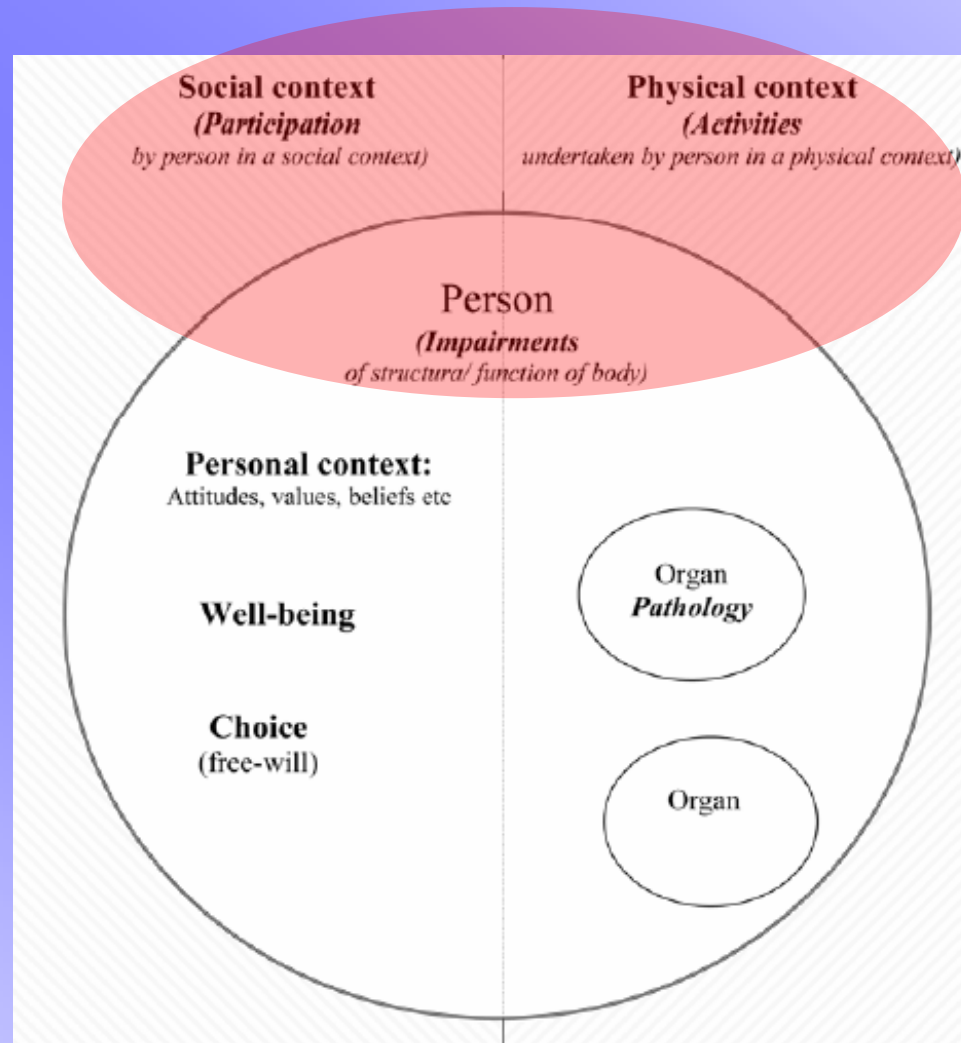 Social context
(Participation
by person in a social context)
Physical context
(Activities
undertaken by person in a physical context)
Person
(Impairments
of structura/ function of body)
Personal context:
Attitudes, values, beliefs etc
Well-being
Choice
(free-will)
Organ
Pathology
Organ